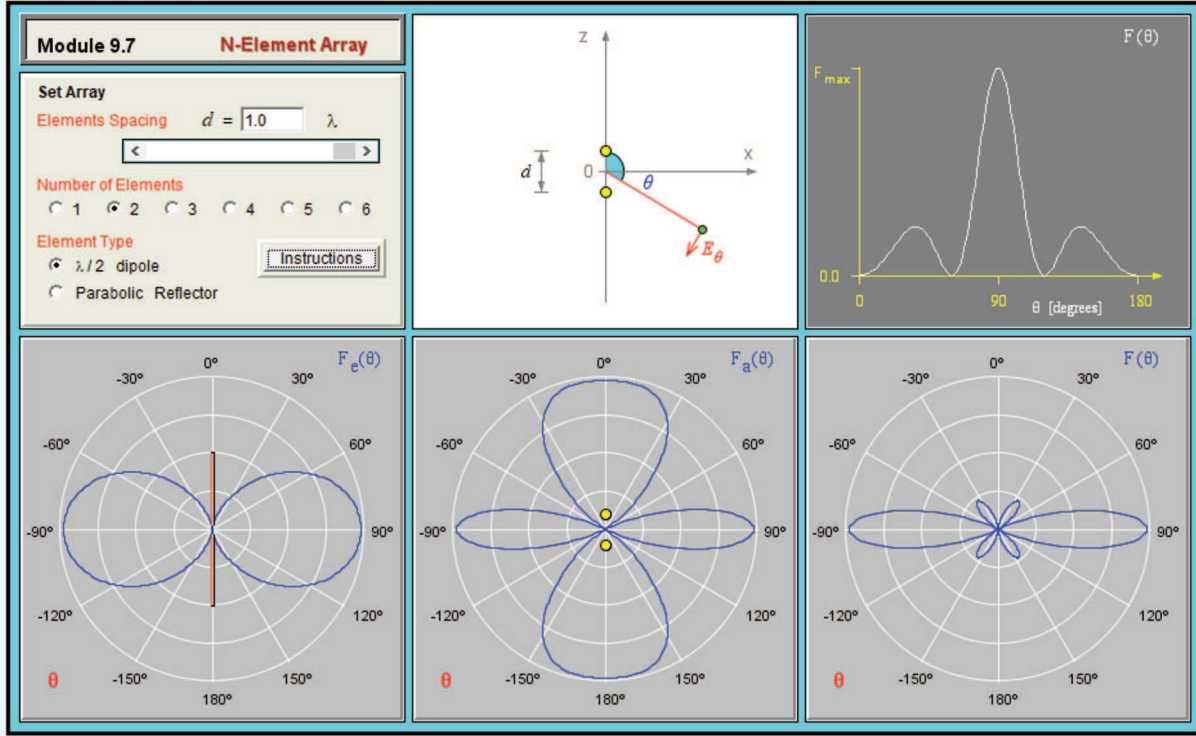 Module 9.7 N-Element Array
Set Array
Elements Spacing d = 1.0 λ
< >
Number of Elements
1 2 3 4 5 6
Element Type
λ/2 dipole
Instructions
Parabolic Reflector
Z
X
0
d
θ
Eθ
F(θ)
Fmax
0.0
0 90 180
θ [degrees]
Fe(θ)
0°
-30° 30°
-60° 60°
-90° 90°
-120° 120°
-150° 150°
180°
θ
Fa(θ)
0°
-30° 30°
-60° 60°
-90° 90°
-120° 120°
-150° 150°
180°
θ
F(θ)
0°
-30° 30°
-60° 60°
-90° 90°
-120° 120°
-150° 150°
180°
θ